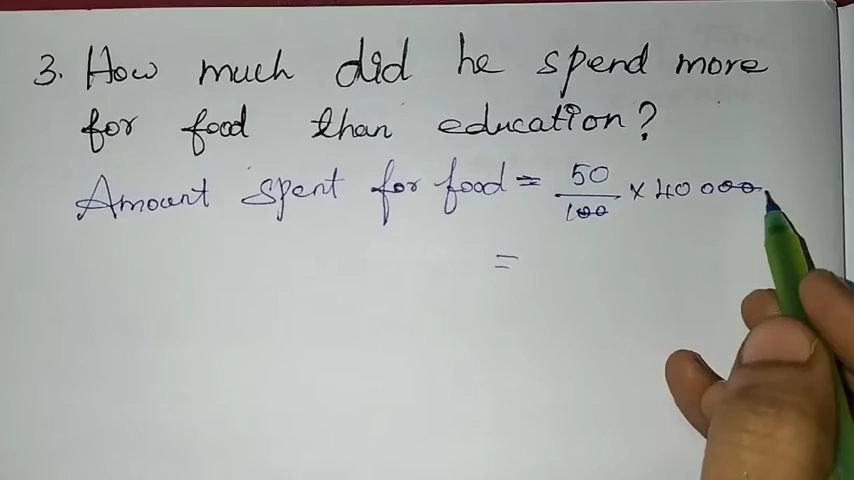 3. How much did he spend more
for food than education?
Amount spent for food = 50/100 × 40000
=